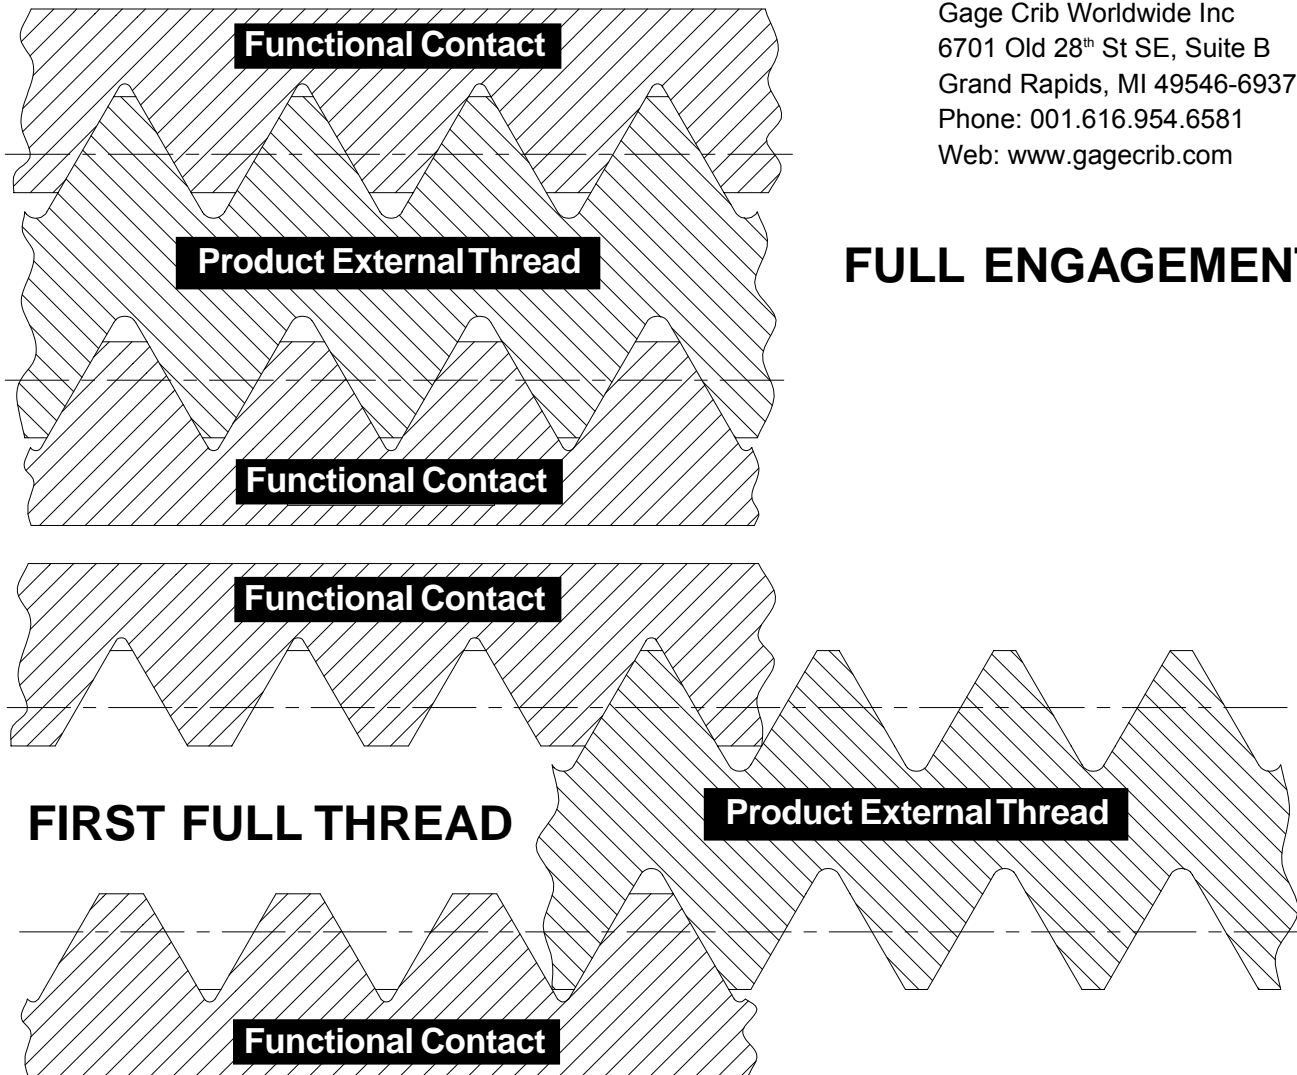 Gage Crib Worldwide Inc
6701 Old 28th St SE, Suite B
Grand Rapids, MI 49546-6937
Phone: 001.616.954.6581
Web: www.gagecrib.com
Functional Contact
Product External Thread
FULL ENGAGEMENT
Functional Contact
Functional Contact
FIRST FULL THREAD
Product External Thread
Functional Contact